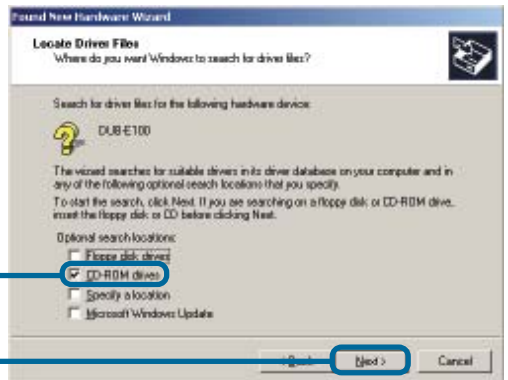 Found New Hardware Wizard
Locate Driver Files
Where do you want Windows to search for driver files?
Search for driver files for the following hardware device:
DUB-E100
The wizard searches for suitable drivers in its driver database on your computer and in
any of the following optional search locations that you specify.
To start the search, click Next. If you are searching on a floppy disk or CD-ROM drive,
insert the floppy disk or CD before clicking Next.
Optional search locations:
Floppy disk drives
CD-ROM drives
Specify a location
Microsoft Windows Update
< Back
Next >
Cancel